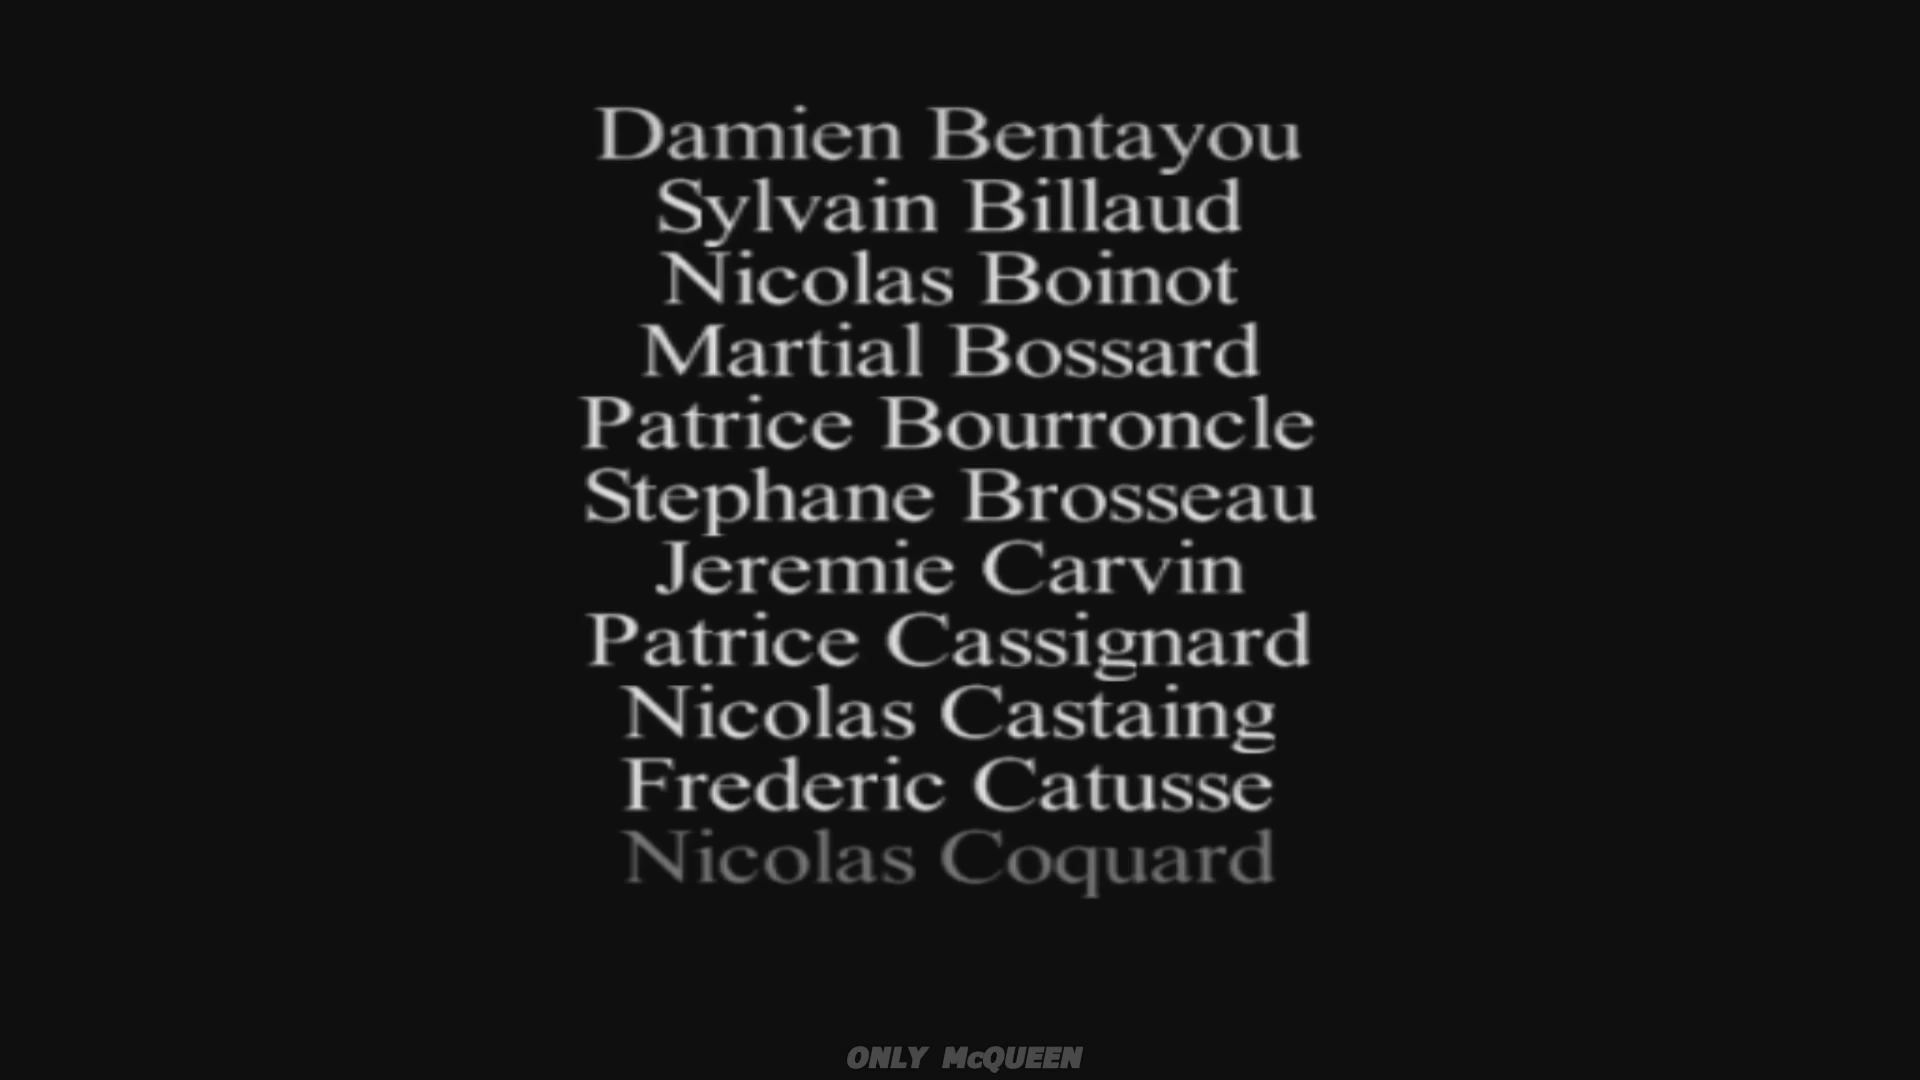 Damien Bentayou
Sylvain Billaud
Nicolas Boinot
Martial Bossard
Patrice Bourroncle
Stephane Brosseau
Jeremie Carvin
Patrice Cassignard
Nicolas Castaing
Frederic Catusse
Nicolas Coquard
ONLY McQUEEN